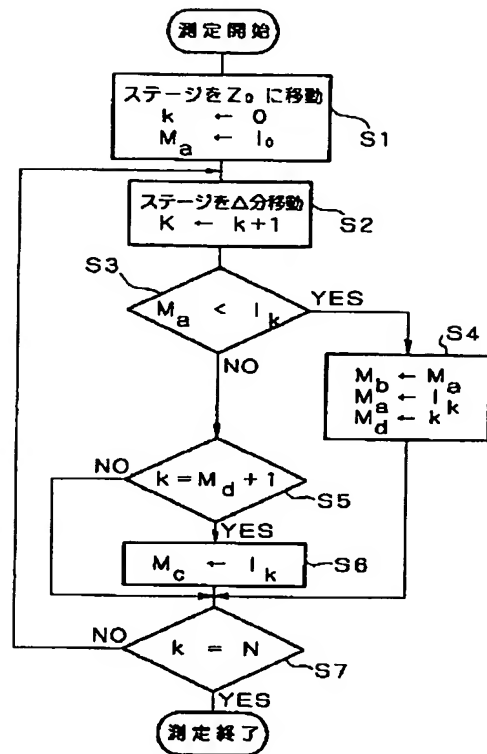 測定開始
ステージをZ₀に移動
k ← 0
Mₐ ← I₀
S1
ステージを△分移動
K ← k+1
S2
S3
Mₐ < Iₖ
YES
NO
S4
M_b ← Mₐ
Mₐ ← Iₖ
M_d ← k
NO
k = M_d + 1
S5
YES
M_c ← Iₖ
S6
NO
k = N
S7
YES
測定終了